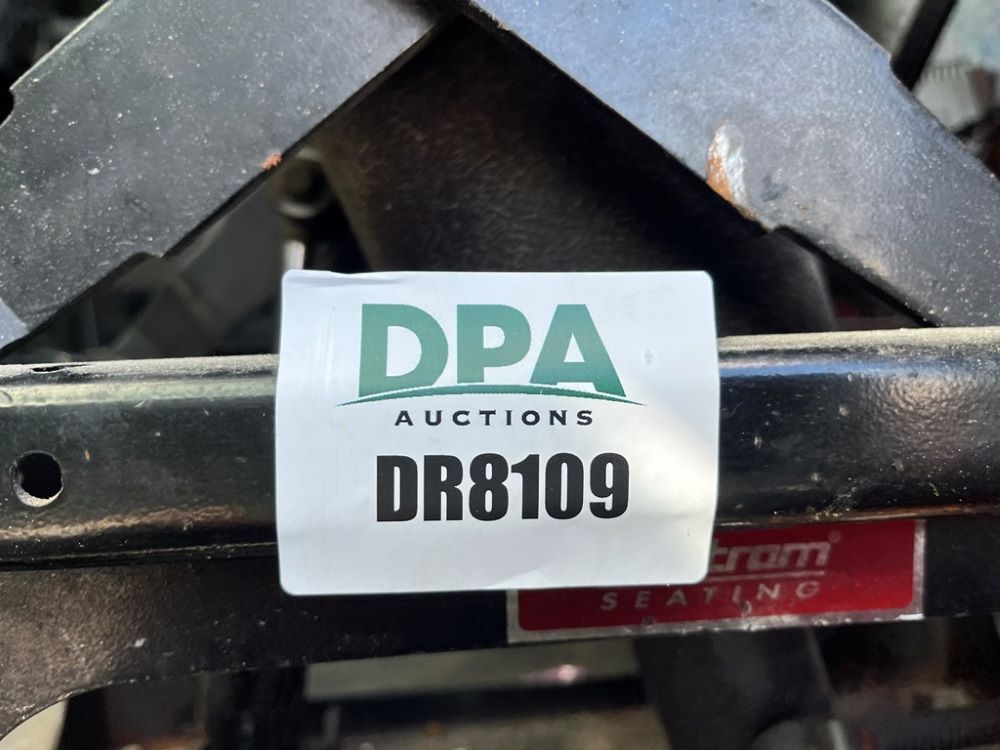 DPA
AUCTIONS
DR8109
SEATING